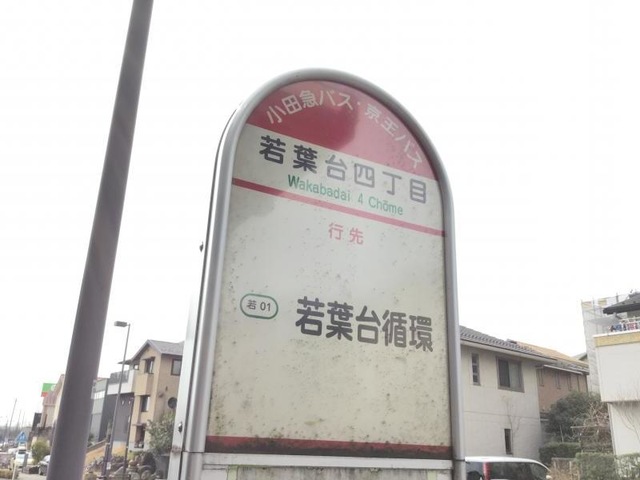 小田急バス・京王バス
若葉台四丁目
Wakabadai 4 Chōme
行先
若01
若葉台循環